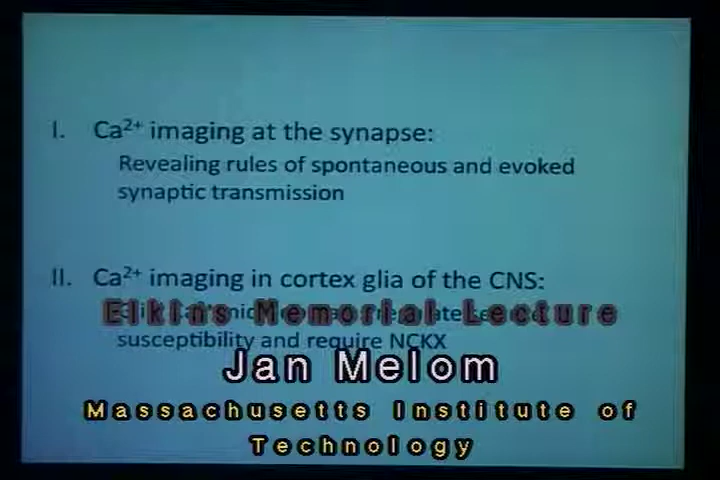 I. Ca²⁺ imaging at the synapse:
Revealing rules of spontaneous and evoked
synaptic transmission
II. Ca²⁺ imaging in cortex glia of the CNS:
Elkins Memorial Lecture
susceptibility and require NCKX
Jan Melom
Massachusetts Institute of
Technology